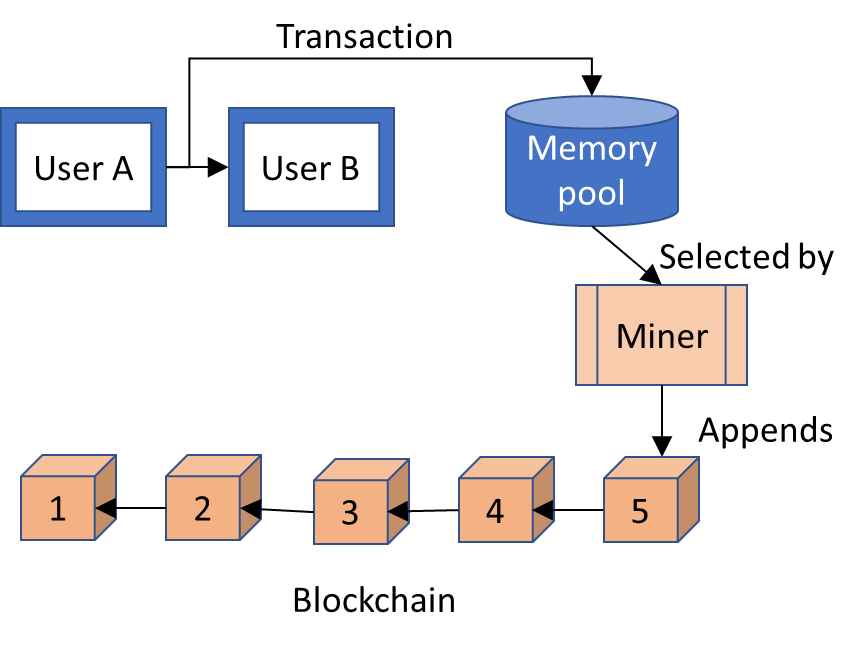 Transaction
User A
User B
Memory
pool
Selected by
Miner
Appends
1
2
3
4
5
Blockchain